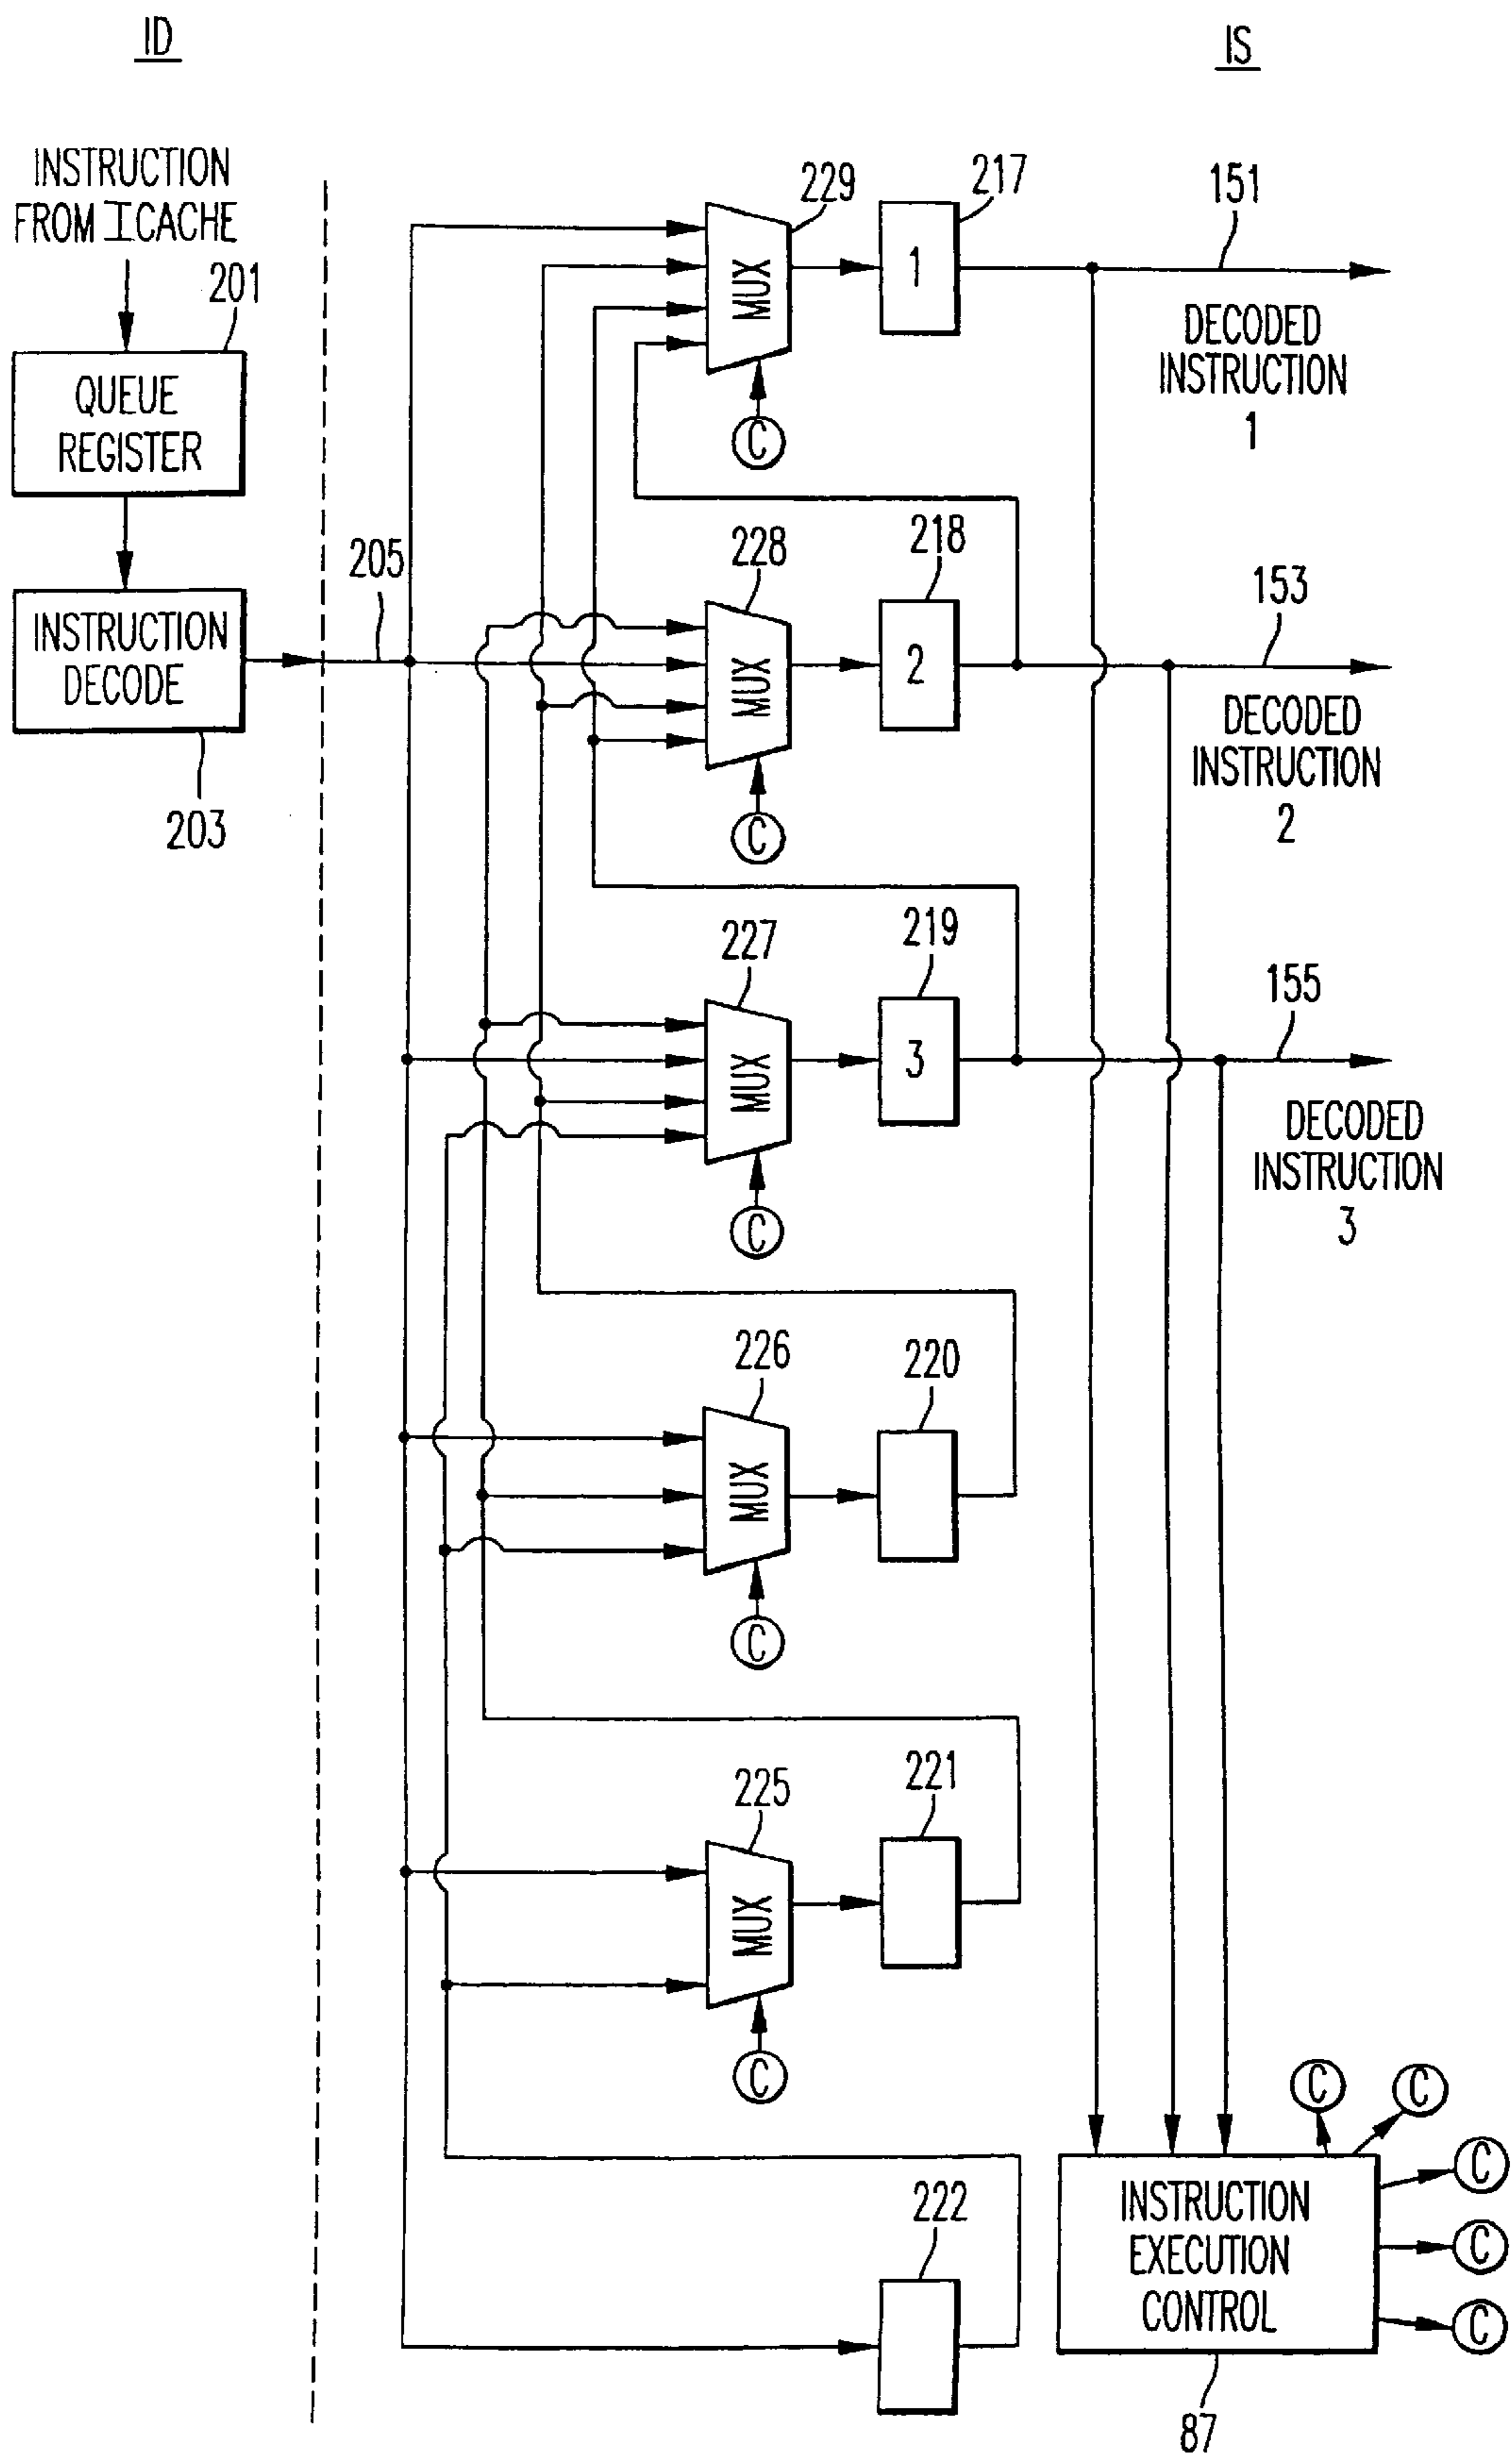 ID
IS
INSTRUCTION
FROM ICACHE
201
QUEUE
REGISTER
INSTRUCTION
DECODE
203
205
229
MUX
C
217
1
151
DECODED
INSTRUCTION
1
228
MUX
C
218
2
153
DECODED
INSTRUCTION
2
227
MUX
C
219
3
155
DECODED
INSTRUCTION
3
226
MUX
C
220
225
MUX
C
221
222
C
C
C
C
C
INSTRUCTION
EXECUTION
CONTROL
87